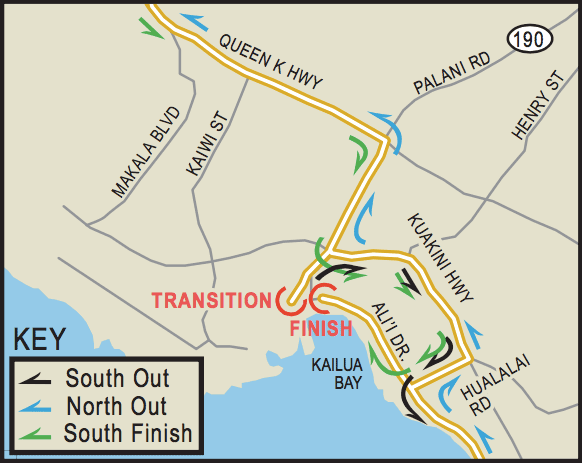 190
QUEEN K HWY
PALANI RD
HENRY ST
MAKALA BLVD
KAIWI ST
KUAKINI HWY
TRANSITION
FINISH
ALI'I DR.
KAILUA
BAY
HUALALAI
RD
KEY
South Out
North Out
South Finish